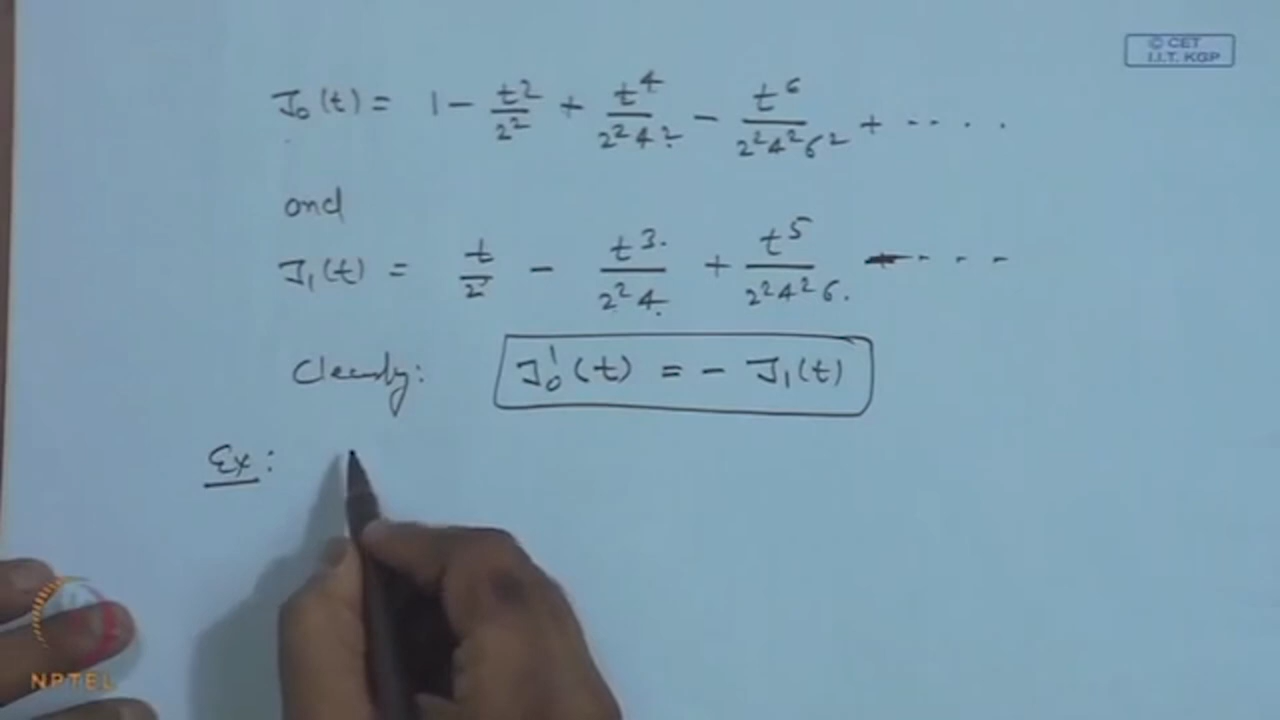 © CET
I.I.T. KGP
J₀(t) = 1 - t²/2² + t⁴/2²4² - t⁶/2²4²6² + ....
and
J₁(t) = t/2 - t³/2²4 + t⁵/2²4²6 - ...
Clearly: J₀'(t) = - J₁(t)
Ex:
NPTEL